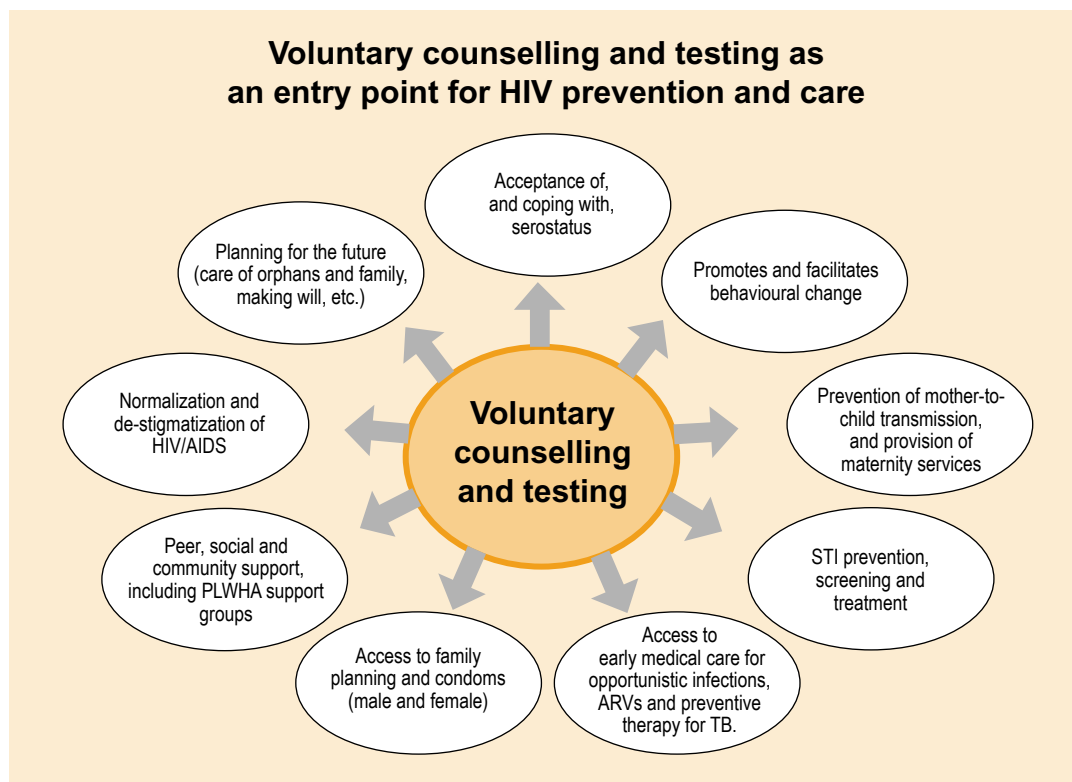 Voluntary counselling and testing as
an entry point for HIV prevention and care
Acceptance of,
and coping with,
serostatus
Promotes and facilitates
behavioural change
Prevention of mother-to-
child transmission,
and provision of
maternity services
STI prevention,
screening and
treatment
Access to
early medical care for
opportunistic infections,
ARVs and preventive
therapy for TB.
Access to family
planning and condoms
(male and female)
Peer, social and
community support,
including PLWHA support
groups
Normalization and
de-stigmatization of
HIV/AIDS
Planning for the future
(care of orphans and family,
making will, etc.)
Voluntary
counselling
and testing